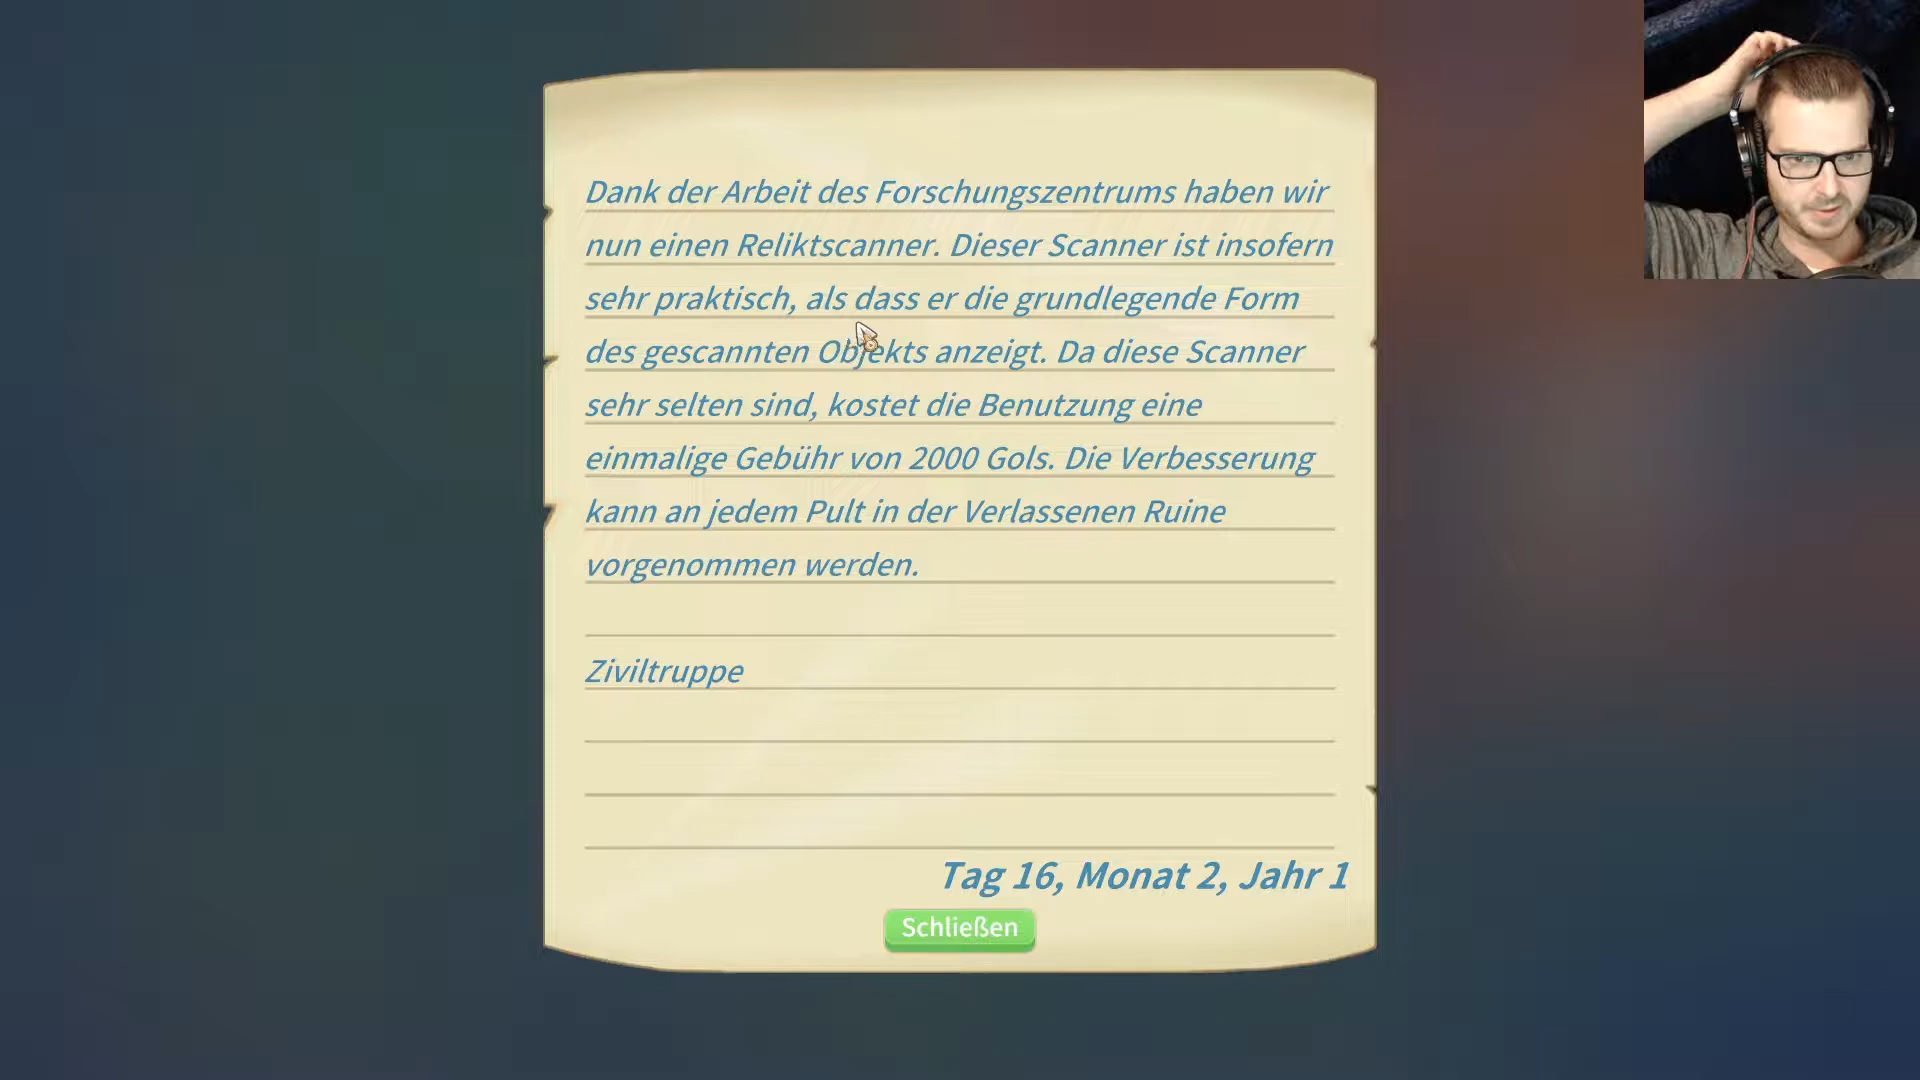 Dank der Arbeit des Forschungszentrums haben wir
nun einen Reliktscanner. Dieser Scanner ist insofern
sehr praktisch, als dass er die grundlegende Form
des gescannten Objekts anzeigt. Da diese Scanner
sehr selten sind, kostet die Benutzung eine
einmalige Gebühr von 2000 Gols. Die Verbesserung
kann an jedem Pult in der Verlassenen Ruine
vorgenommen werden.
Ziviltruppe
Tag 16, Monat 2, Jahr 1
Schließen